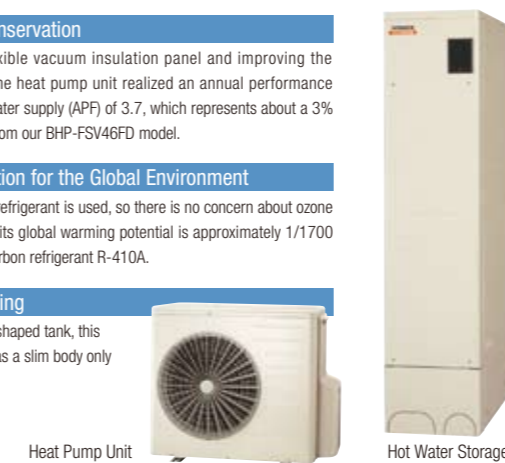 nservation
xible vacuum insulation panel and improving the
ne heat pump unit realized an annual performance
ater supply (APF) of 3.7, which represents about a 3%
om our BHP-FSV46FD model.
tion for the Global Environment
refrigerant is used, so there is no concern about ozone
its global warming potential is approximately 1/1700
rbon refrigerant R-410A.
ing
shaped tank, this
as a slim body only
Heat Pump Unit
Hot Water Storage